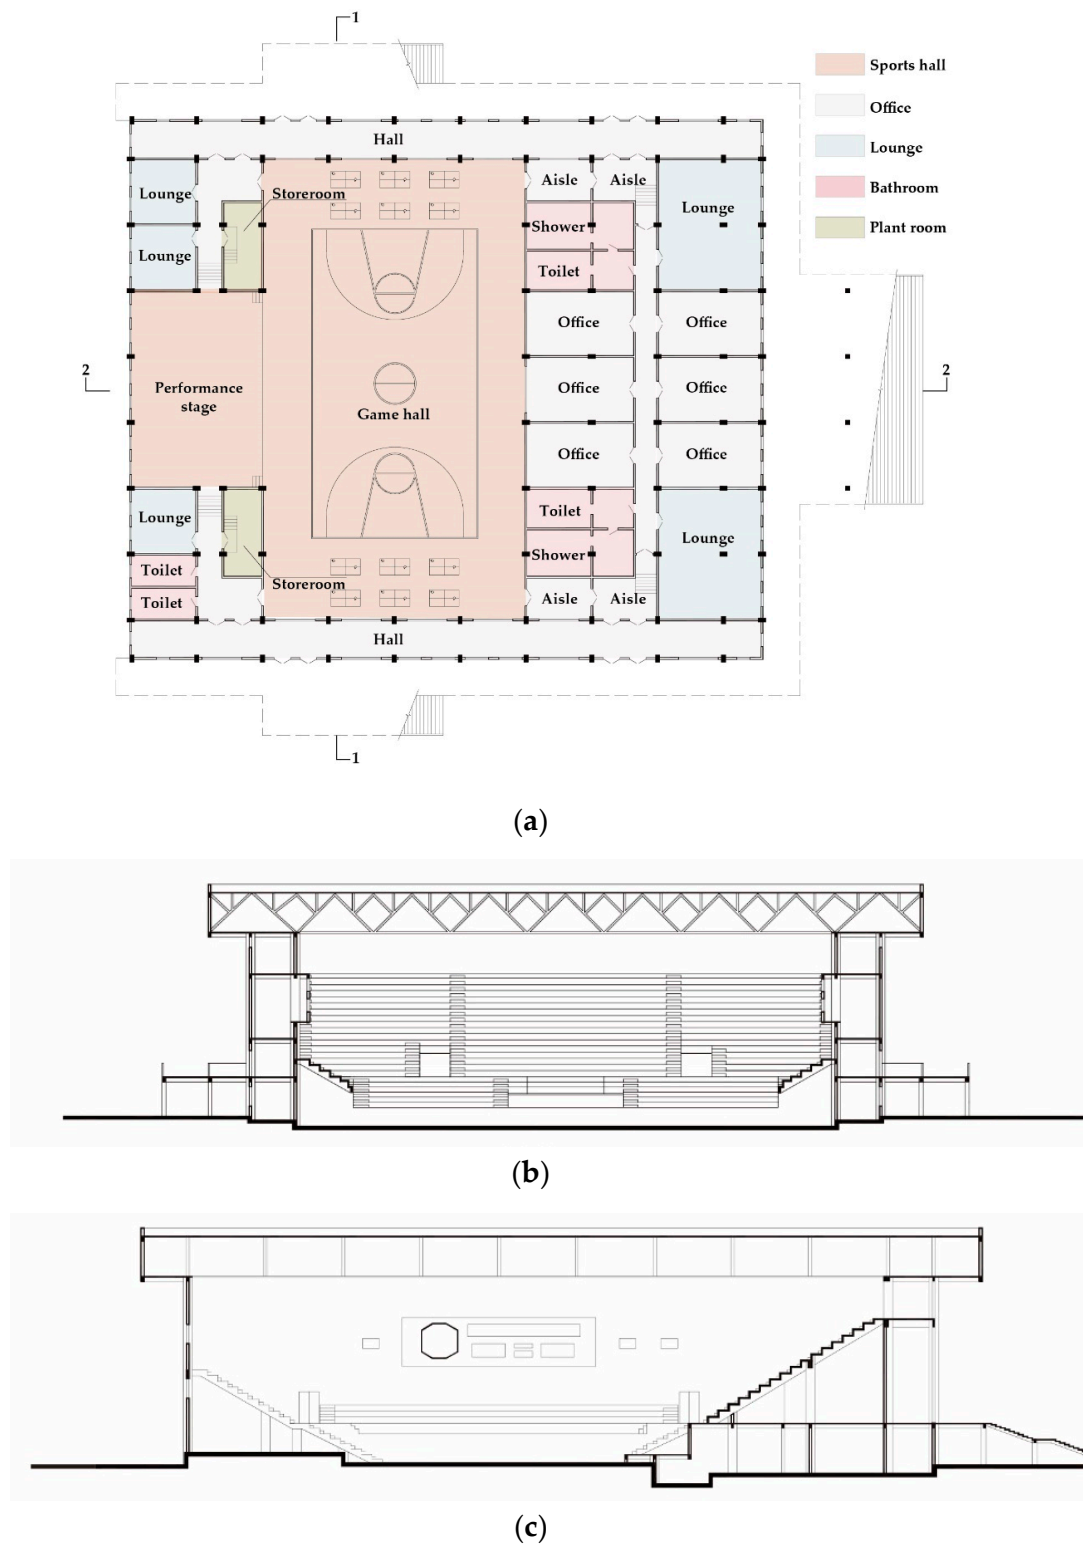 1
Sports hall
Office
Hall
Lounge
Aisle
Aisle
Lounge
Storeroom
Bathroom
Lounge
Shower
Plant room
Lounge
Toilet
Office
Office
2
2
Performance
stage
Office
Office
Game hall
Office
Office
Toilet
Lounge
Lounge
Shower
Toilet
Storeroom
Toilet
Aisle
Aisle
Hall
1
(a)
(b)
(c)